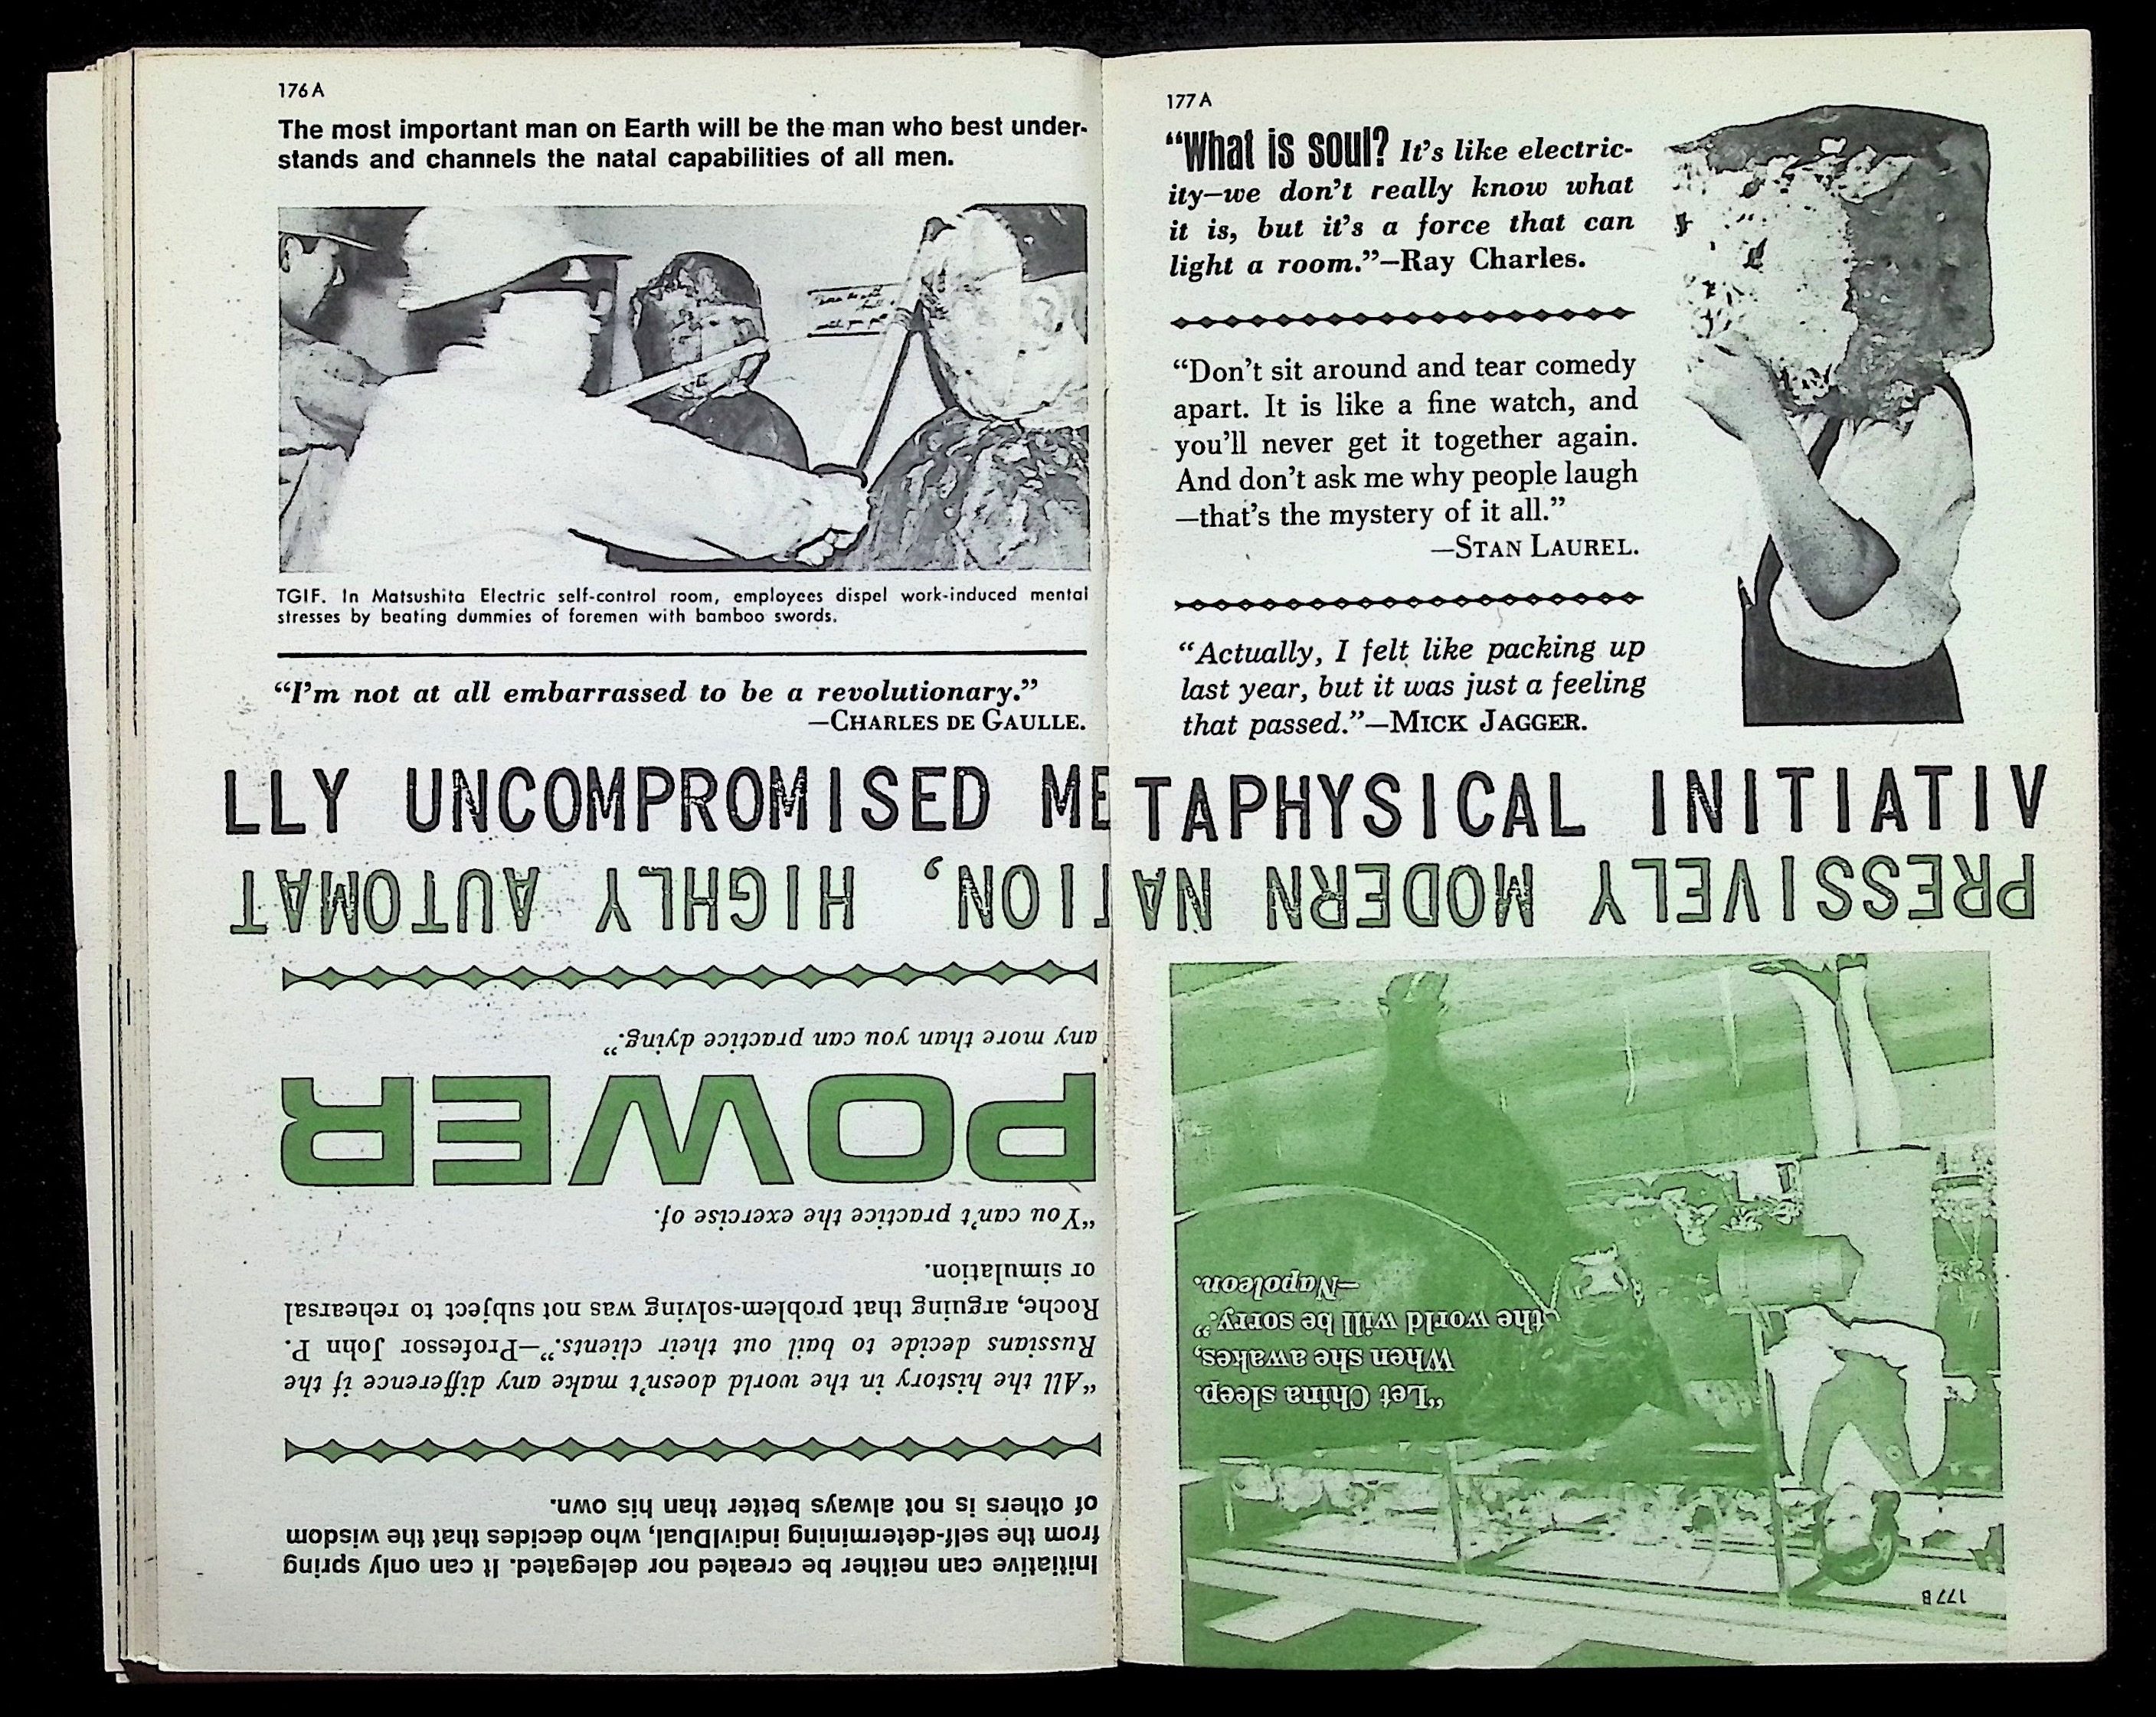 176 A
The most important man on Earth will be the man who best under-
stands and channels the natal capabilities of all men.
TGIF. In Matsushita Electric self-control room, employees dispel work-induced mental
stresses by beating dummies of foremen with bamboo swords.
“I’m not at all embarrassed to be a revolutionary.”
—CHARLES DE GAULLE.
177 A
“What is soul? It’s like electric-
ity—we don’t really know what
it is, but it’s a force that can
light a room.”—Ray Charles.
“Don’t sit around and tear comedy
apart. It is like a fine watch, and
you’ll never get it together again.
And don’t ask me why people laugh
—that’s the mystery of it all.”
—STAN LAUREL.
“Actually, I felt like packing up
last year, but it was just a feeling
that passed.”—MICK JAGGER.
LLY UNCOMPROMISED METAPHYSICAL INITIATIV
PRESSIVELY MODERN NATION, HIGHLY AUTOMAT
177 B
“Let China sleep.
When she awakes,
the world will be sorry.”
—Napoleon.
Initiative can neither be created nor delegated. It can only spring
from the self-determining indivIDual, who decides that the wisdom
of others is not always better than his own.
“All the history in the world doesn’t make any difference if the
Russians decide to bail out their clients.”—Professor John P.
Roche, arguing that problem-solving was not subject to rehearsal
or simulation.
“You can’t practice the exercise of.
POWER
any more than you can practice dying.”